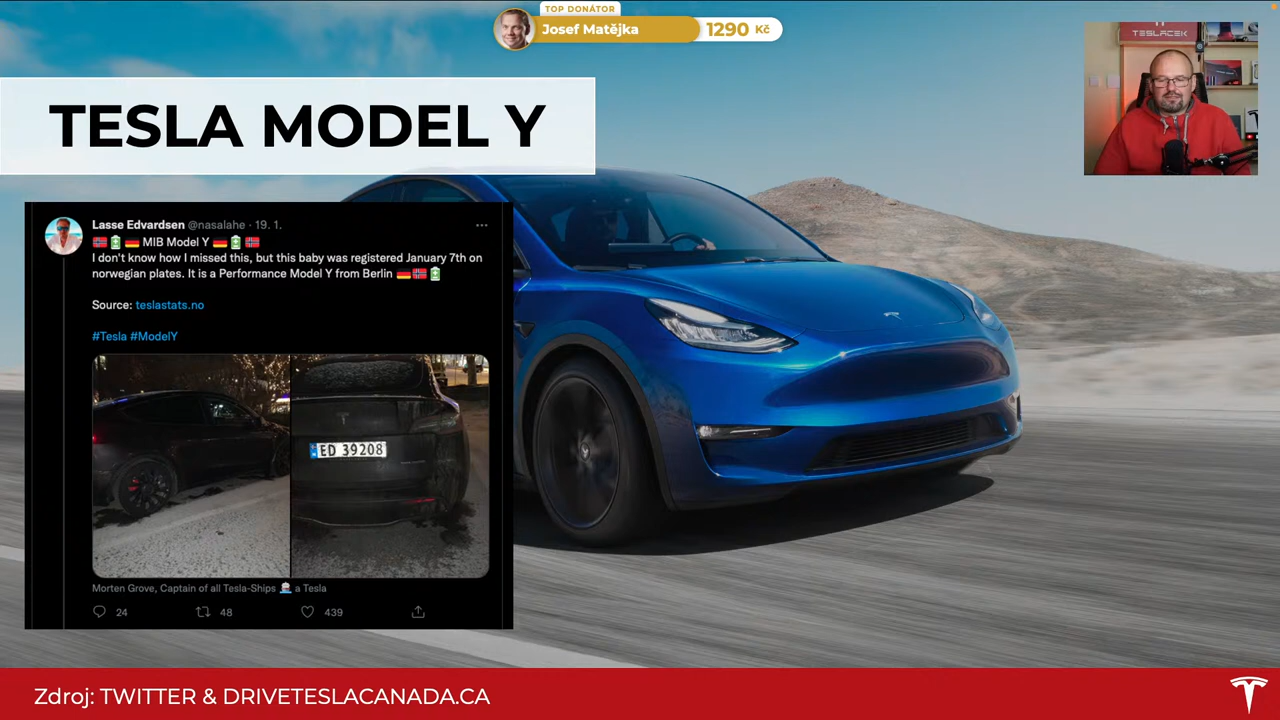 TOP DONÁTOR
Josef Matějka
1290 Kč
TESLACEK
TESLA MODEL Y
Lasse Edvardsen @nasalahe · 19. 1.
🇳🇴🔋🇩🇪 MIB Model Y 🇩🇪🔋🇳🇴
I don't know how I missed this, but this baby was registered January 7th on
norwegian plates. It is a Performance Model Y from Berlin 🇩🇪🇳🇴🔋
Source: teslastats.no
#Tesla #ModelY
ED 39208
Morten Grove, Captain of all Tesla-Ships a Tesla
24 48 439
Zdroj: TWITTER & DRIVETESLACANADA.CA